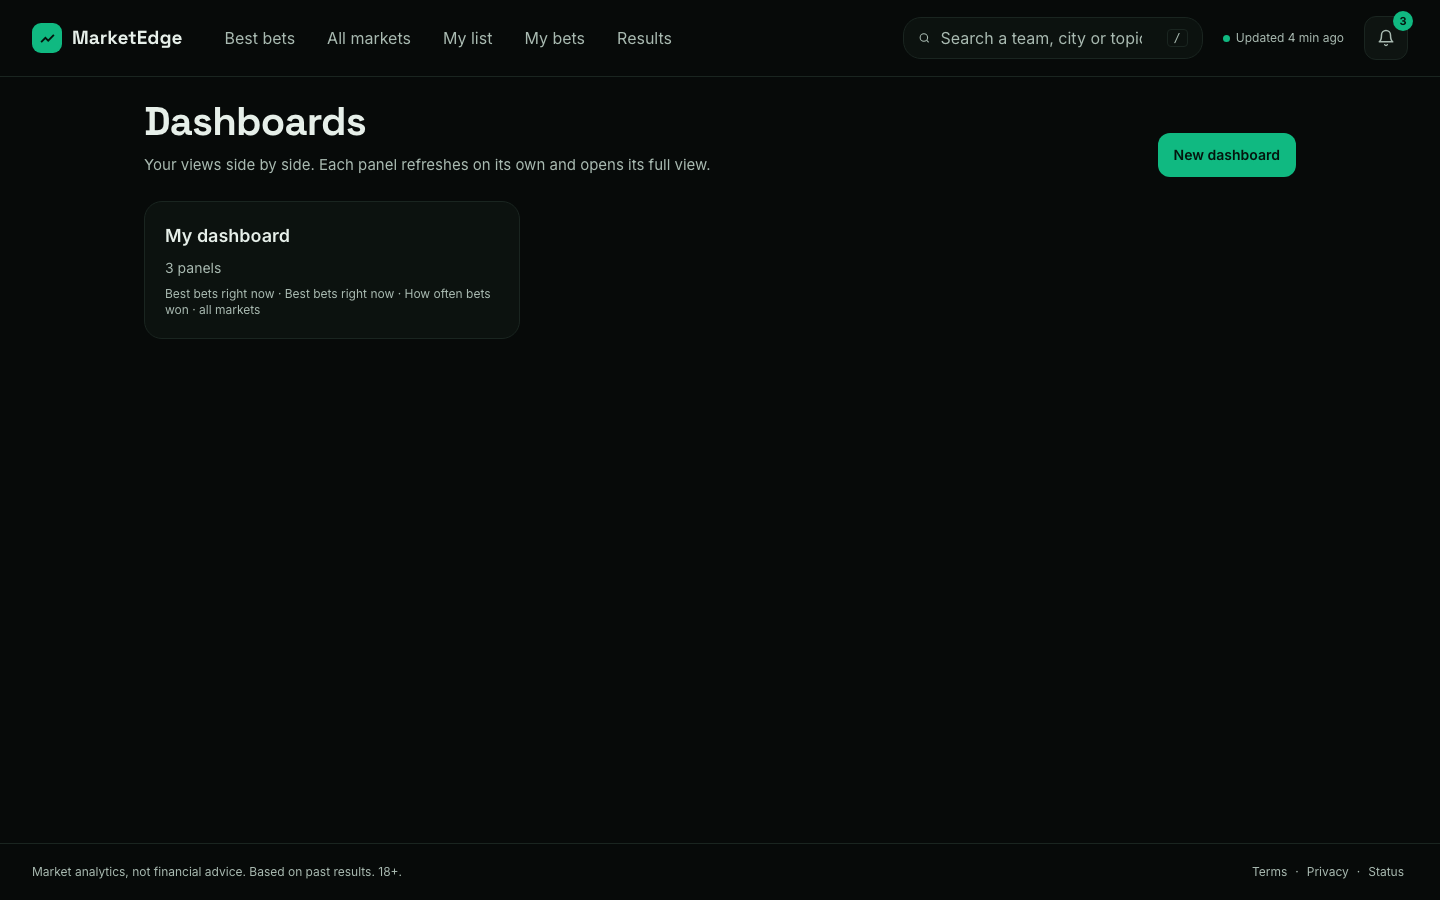 MarketEdge
Best bets
All markets
My list
My bets
Results
Search a team, city or topic
/
Updated 4 min ago
3
Dashboards
Your views side by side. Each panel refreshes on its own and opens its full view.
New dashboard
My dashboard
3 panels
Best bets right now · Best bets right now · How often bets
won · all markets
Market analytics, not financial advice. Based on past results. 18+.
Terms · Privacy · Status